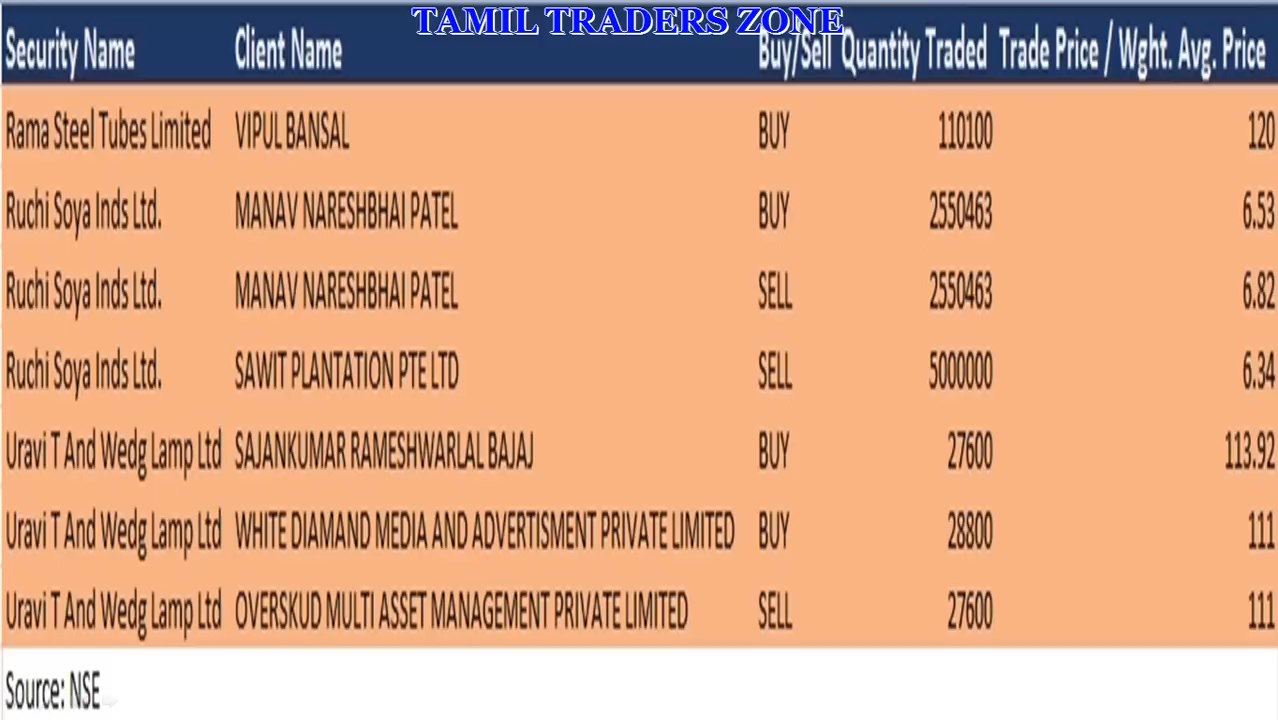 TAMIL TRADERS ZONE
Security Name Client Name Buy/Sell Quantity Traded Trade Price / Wght. Avg. Price
Rama Steel Tubes Limited VIPUL BANSAL BUY 110100 120
Ruchi Soya Inds Ltd. MANAV NARESHBHAI PATEL BUY 2550463 6.53
Ruchi Soya Inds Ltd. MANAV NARESHBHAI PATEL SELL 2550463 6.82
Ruchi Soya Inds Ltd. SAWIT PLANTATION PTE LTD SELL 5000000 6.34
Uravi T And Wedg Lamp Ltd SAJANKUMAR RAMESHWARLAL BAJAJ BUY 27600 113.92
Uravi T And Wedg Lamp Ltd WHITE DIAMAND MEDIA AND ADVERTISMENT PRIVATE LIMITED BUY 28800 111
Uravi T And Wedg Lamp Ltd OVERSKUD MULTI ASSET MANAGEMENT PRIVATE LIMITED SELL 27600 111
Source: NSE